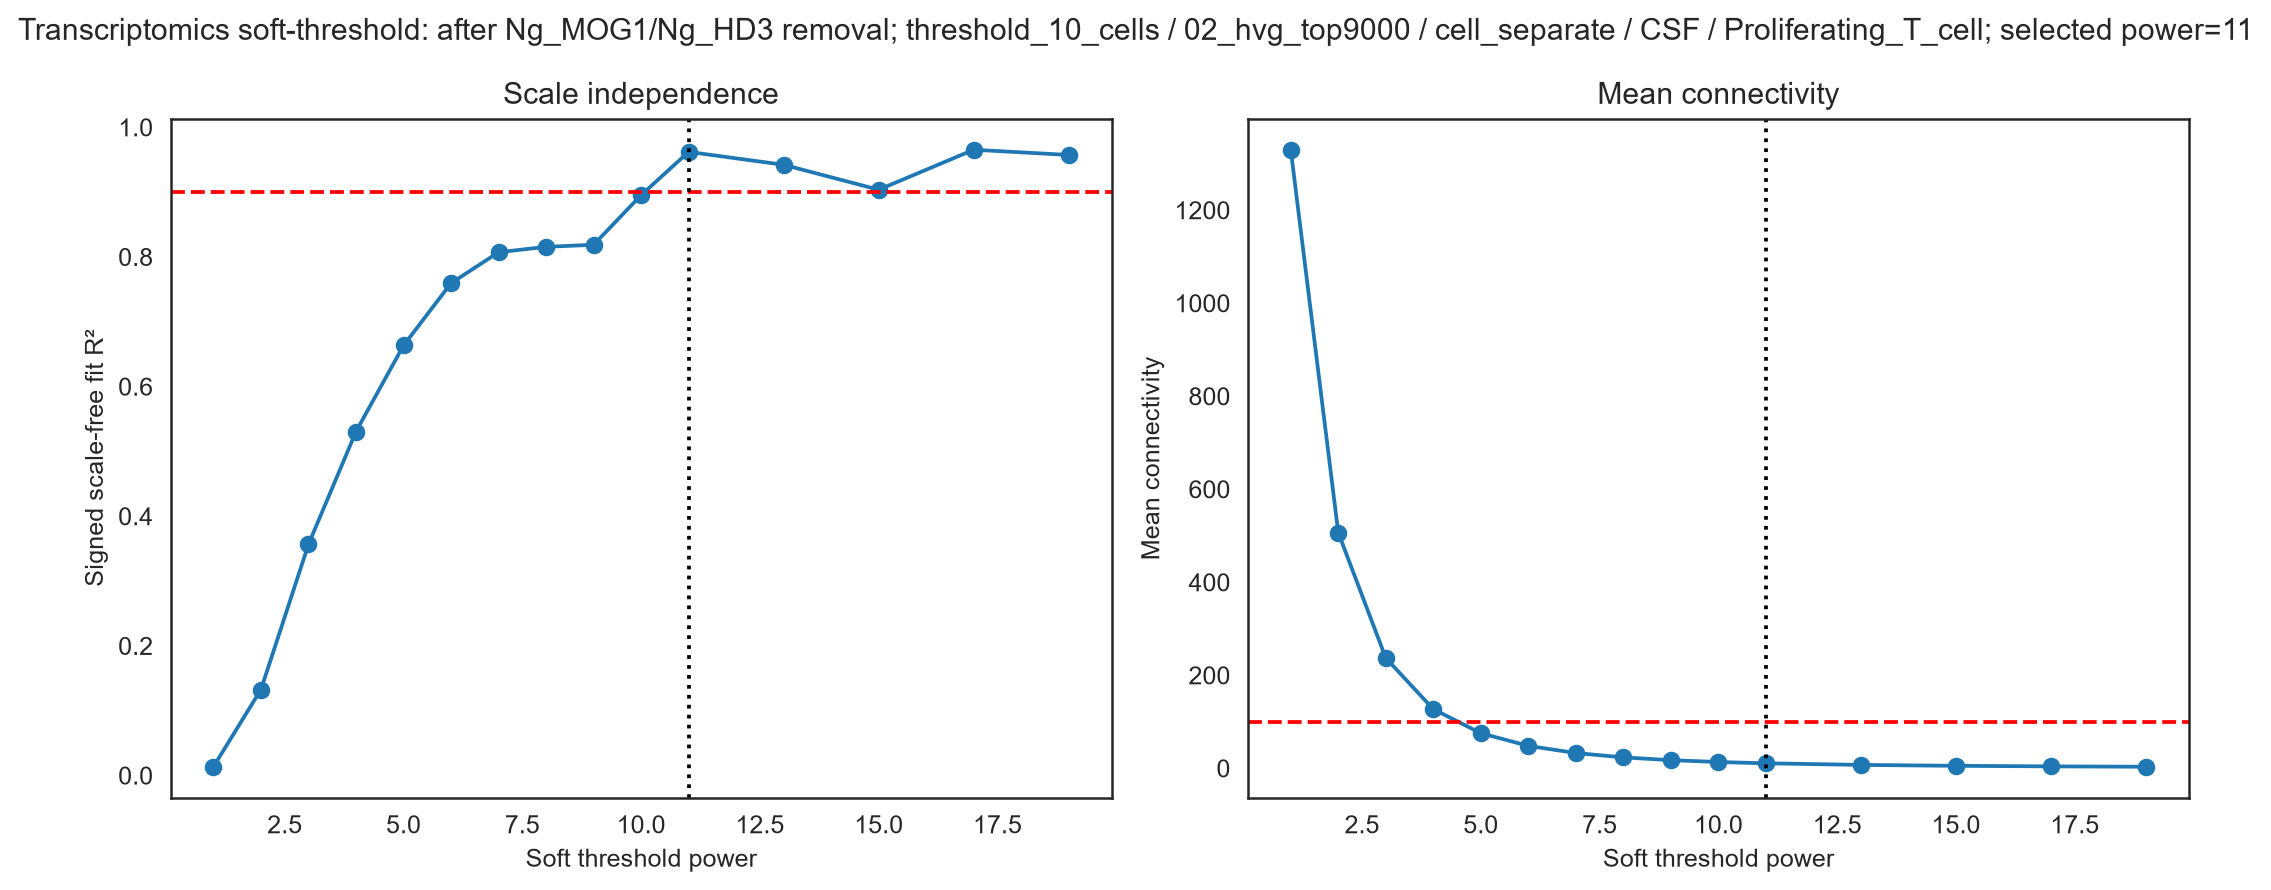 Transcriptomics soft-threshold: after Ng_MOG1/Ng_HD3 removal; threshold_10_cells / 02_hvg_top9000 / cell_separate / CSF / Proliferating_T_cell; selected power=11
Scale independence
Signed scale-free fit R²
1.0
0.8
0.6
0.4
0.2
0.0
2.5 5.0 7.5 10.0 12.5 15.0 17.5
Soft threshold power
Mean connectivity
Mean connectivity
1200
1000
800
600
400
200
0
2.5 5.0 7.5 10.0 12.5 15.0 17.5
Soft threshold power